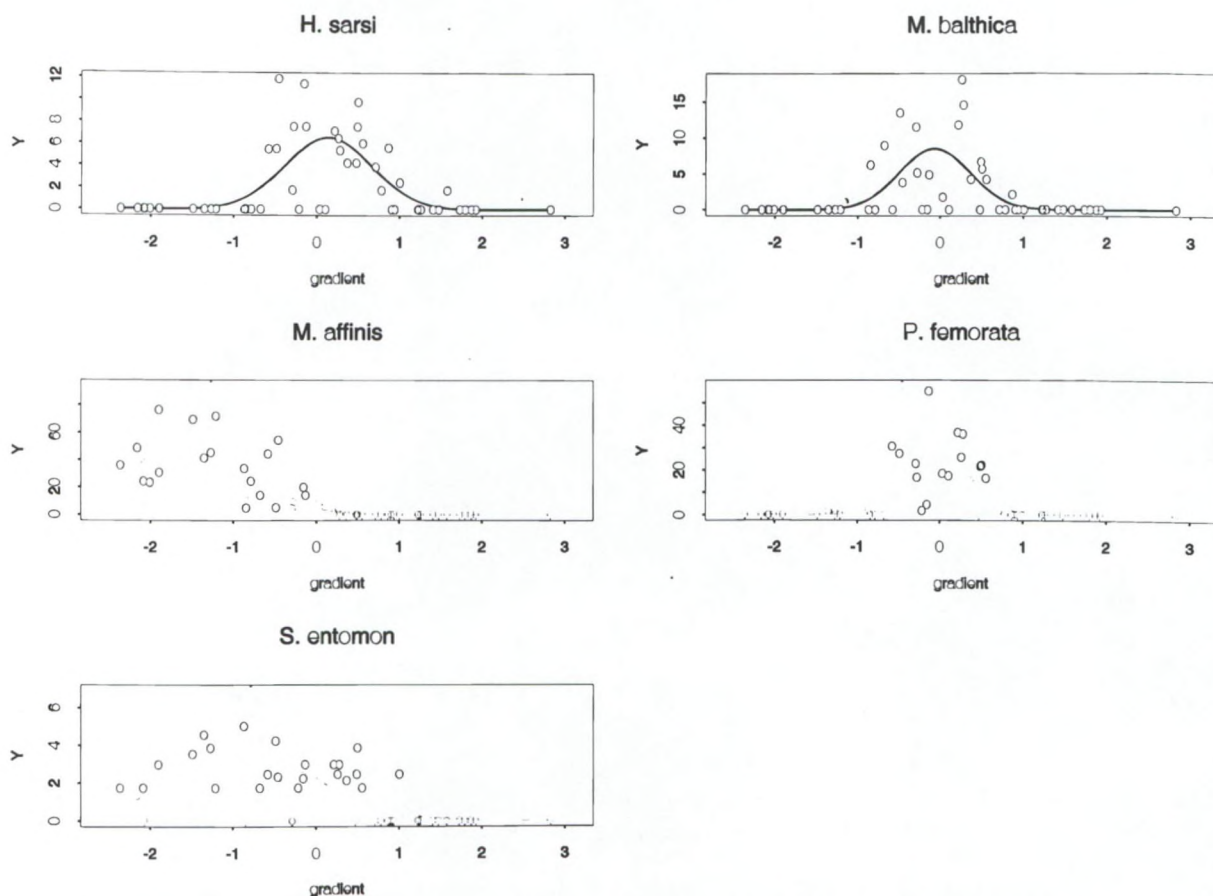 H. sarsi
Y
12
8
6
4
2
0
-2 -1 0 1 2 3
gradient
M. balthica
Y
15
10
5
0
-2 -1 0 1 2 3
gradient
M. affinis
Y
60
20
0
-2 -1 0 1 2 3
gradient
P. femorata
Y
40
20
0
-2 -1 0 1 2 3
gradient
S. entomon
Y
6
4
2
0
-2 -1 0 1 2 3
gradient